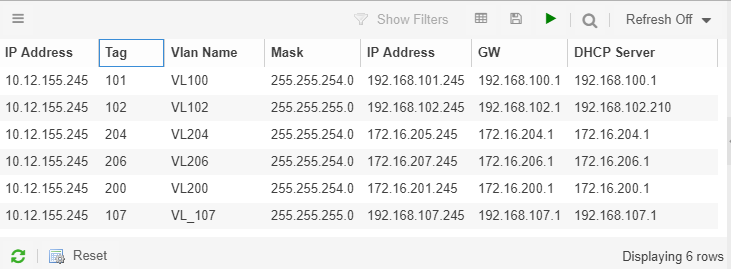 Show Filters Refresh Off
IP Address Tag Vlan Name Mask IP Address GW DHCP Server
10.12.155.245 101 VL100 255.255.254.0 192.168.101.245 192.168.100.1 192.168.100.1
10.12.155.245 102 VL102 255.255.255.0 192.168.102.245 192.168.102.1 192.168.102.210
10.12.155.245 204 VL204 255.255.254.0 172.16.205.245 172.16.204.1 172.16.204.1
10.12.155.245 206 VL206 255.255.254.0 172.16.207.245 172.16.206.1 172.16.206.1
10.12.155.245 200 VL200 255.255.254.0 172.16.201.245 172.16.200.1 172.16.200.1
10.12.155.245 107 VL_107 255.255.255.0 192.168.107.245 192.168.107.1 192.168.107.1
Reset Displaying 6 rows